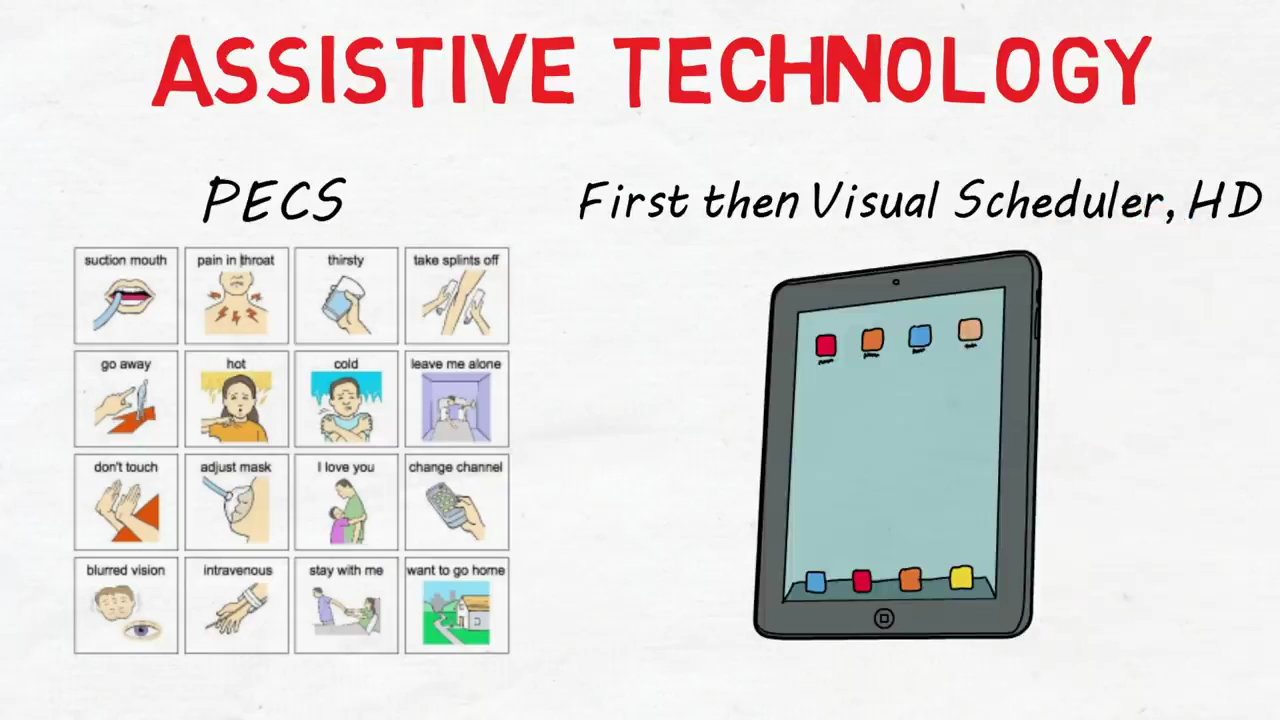 ASSISTIVE TECHNOLOGY
PECS
First then Visual Scheduler, HD
suction mouth
pain in throat
thirsty
take splints off
go away
hot
cold
leave me alone
don't touch
adjust mask
I love you
change channel
blurred vision
intravenous
stay with me
want to go home